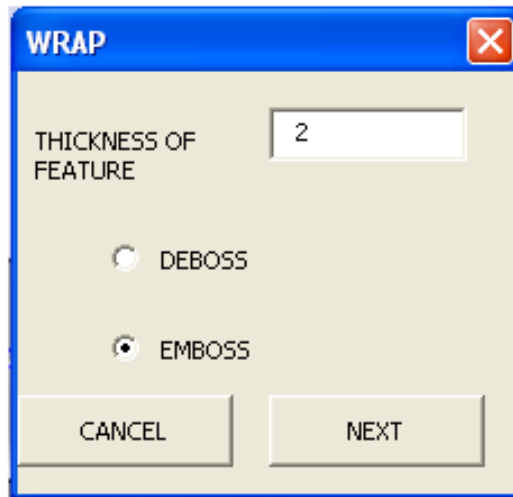 WRAP
THICKNESS OF
FEATURE
2
DEBOSS
EMBOSS
CANCEL
NEXT